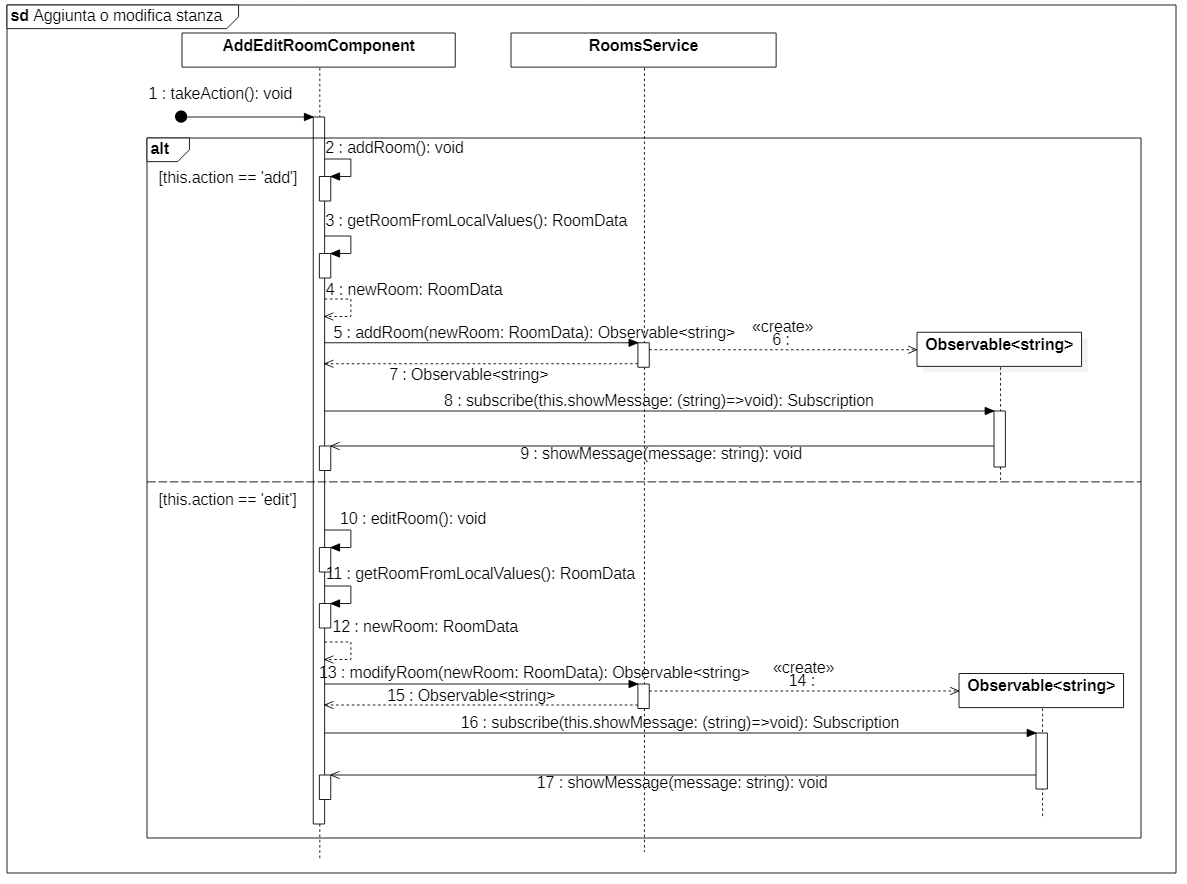 sd Aggiunta o modifica stanza
AddEditRoomComponent
RoomsService
1 : takeAction(): void
alt
2 : addRoom(): void
[this.action == 'add']
3 : getRoomFromLocalValues(): RoomData
4 : newRoom: RoomData
5 : addRoom(newRoom: RoomData): Observable<string>
«create»
6 :
Observable<string>
7 : Observable<string>
8 : subscribe(this.showMessage: (string)=>void): Subscription
9 : showMessage(message: string): void
[this.action == 'edit']
10 : editRoom(): void
11 : getRoomFromLocalValues(): RoomData
12 : newRoom: RoomData
13 : modifyRoom(newRoom: RoomData): Observable<string>
«create»
14 :
Observable<string>
15 : Observable<string>
16 : subscribe(this.showMessage: (string)=>void): Subscription
17 : showMessage(message: string): void